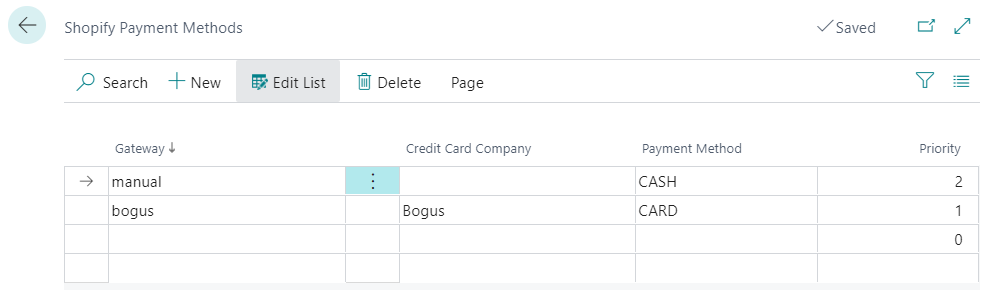 Shopify Payment Methods Saved
Search New Edit List Delete Page
Gateway Credit Card Company Payment Method Priority
manual CASH 2
bogus Bogus CARD 1
0